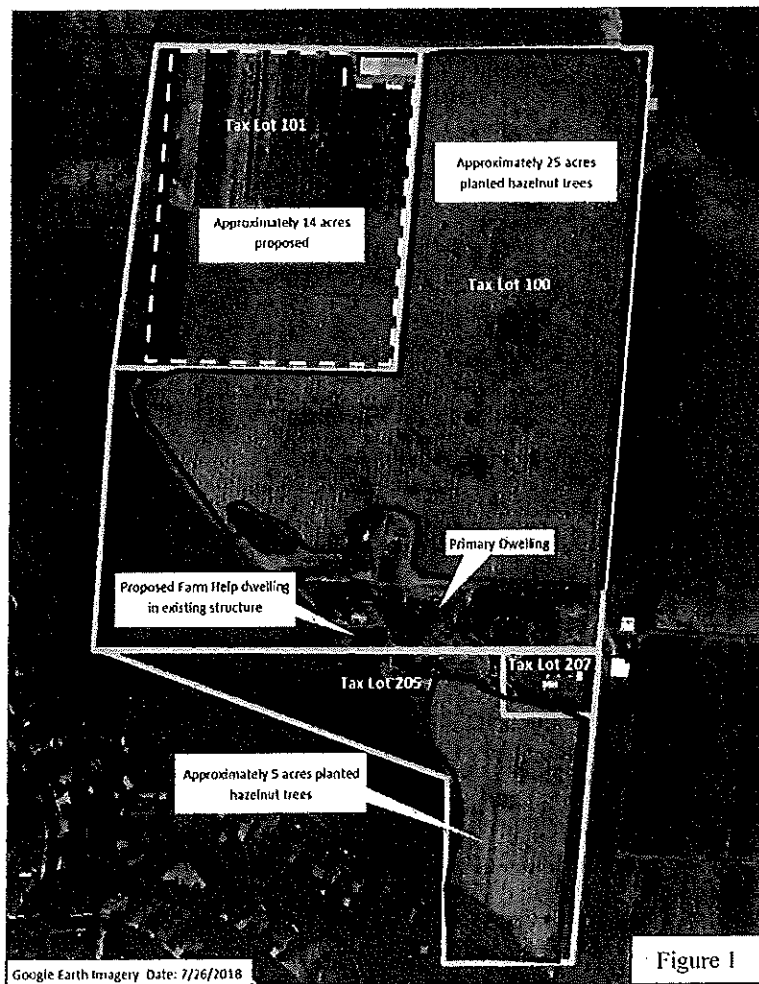 Tax Lot 101
Approximately 25 acres
planted hazelnut trees
Approximately 14 acres
proposed
Tax Lot 100
Primary Dwelling
Proposed Farm Help dwelling
in existing structure
Tax Lot 207
Tax Lot 205
Approximately 5 acres planted
hazelnut trees
Google Earth Imagery Date: 7/26/2018
Figure 1